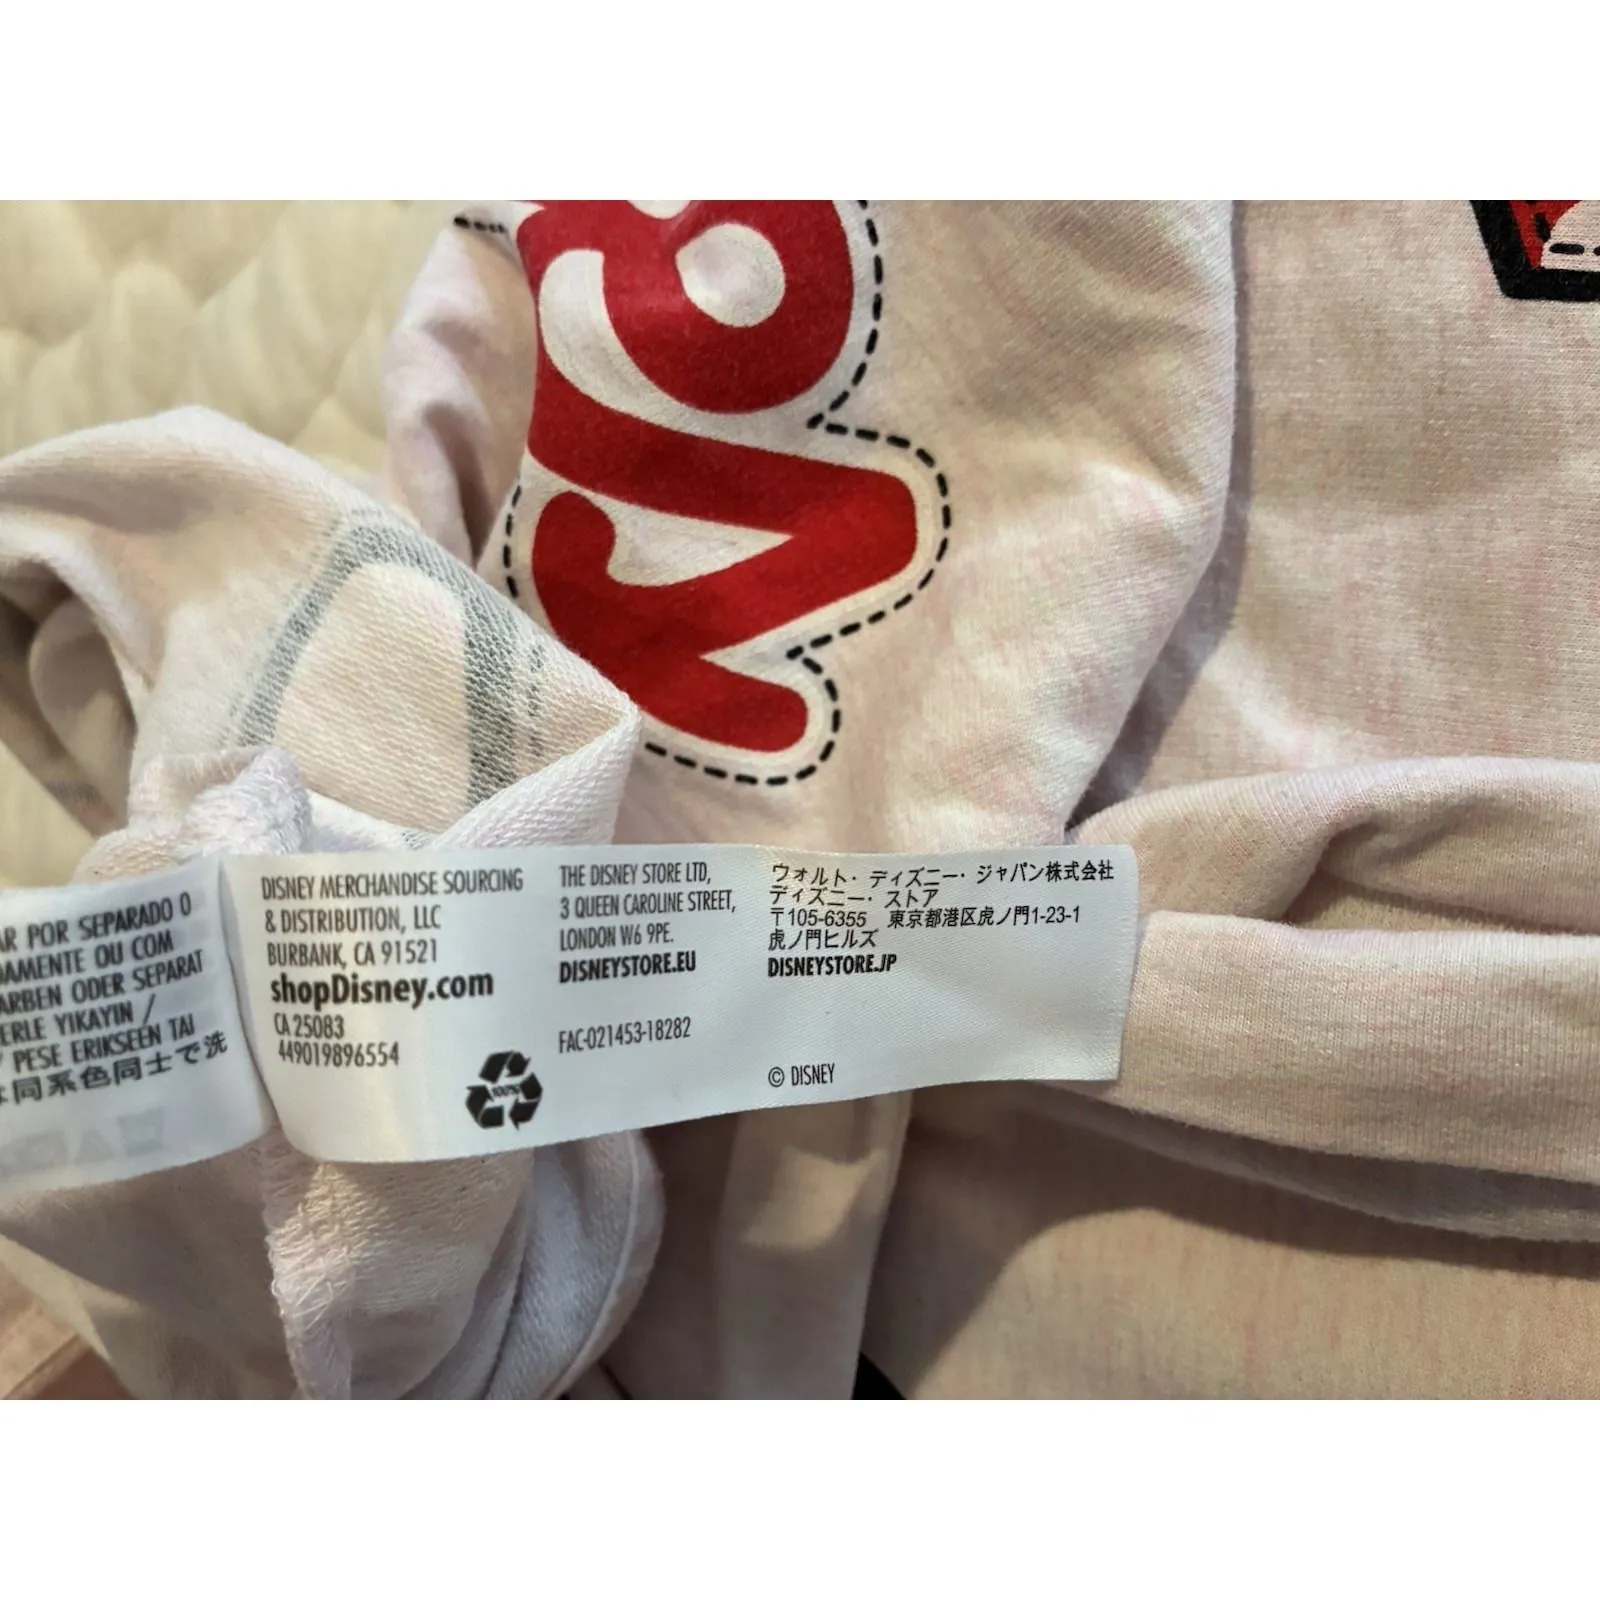 AR POR SEPARADO O
DAMENTE OU COM
ARBEN ODER SEPARAT
ERLE YIKAYIN /
PESE ERIKSEEN TAI
同系色同士で洗
DISNEY MERCHANDISE SOURCING
& DISTRIBUTION, LLC
BURBANK, CA 91521
shopDisney.com
CA 25083
449019896554
100%
THE DISNEY STORE LTD,
3 QUEEN CAROLINE STREET,
LONDON W6 9PE.
DISNEYSTORE.EU
FAC-021453-18282
ウォルト・ディズニー・ジャパン株式会社
ディズニー・ストア
〒105-6355 東京都港区虎ノ門1-23-1
虎ノ門ヒルズ
DISNEYSTORE.JP
© DISNEY